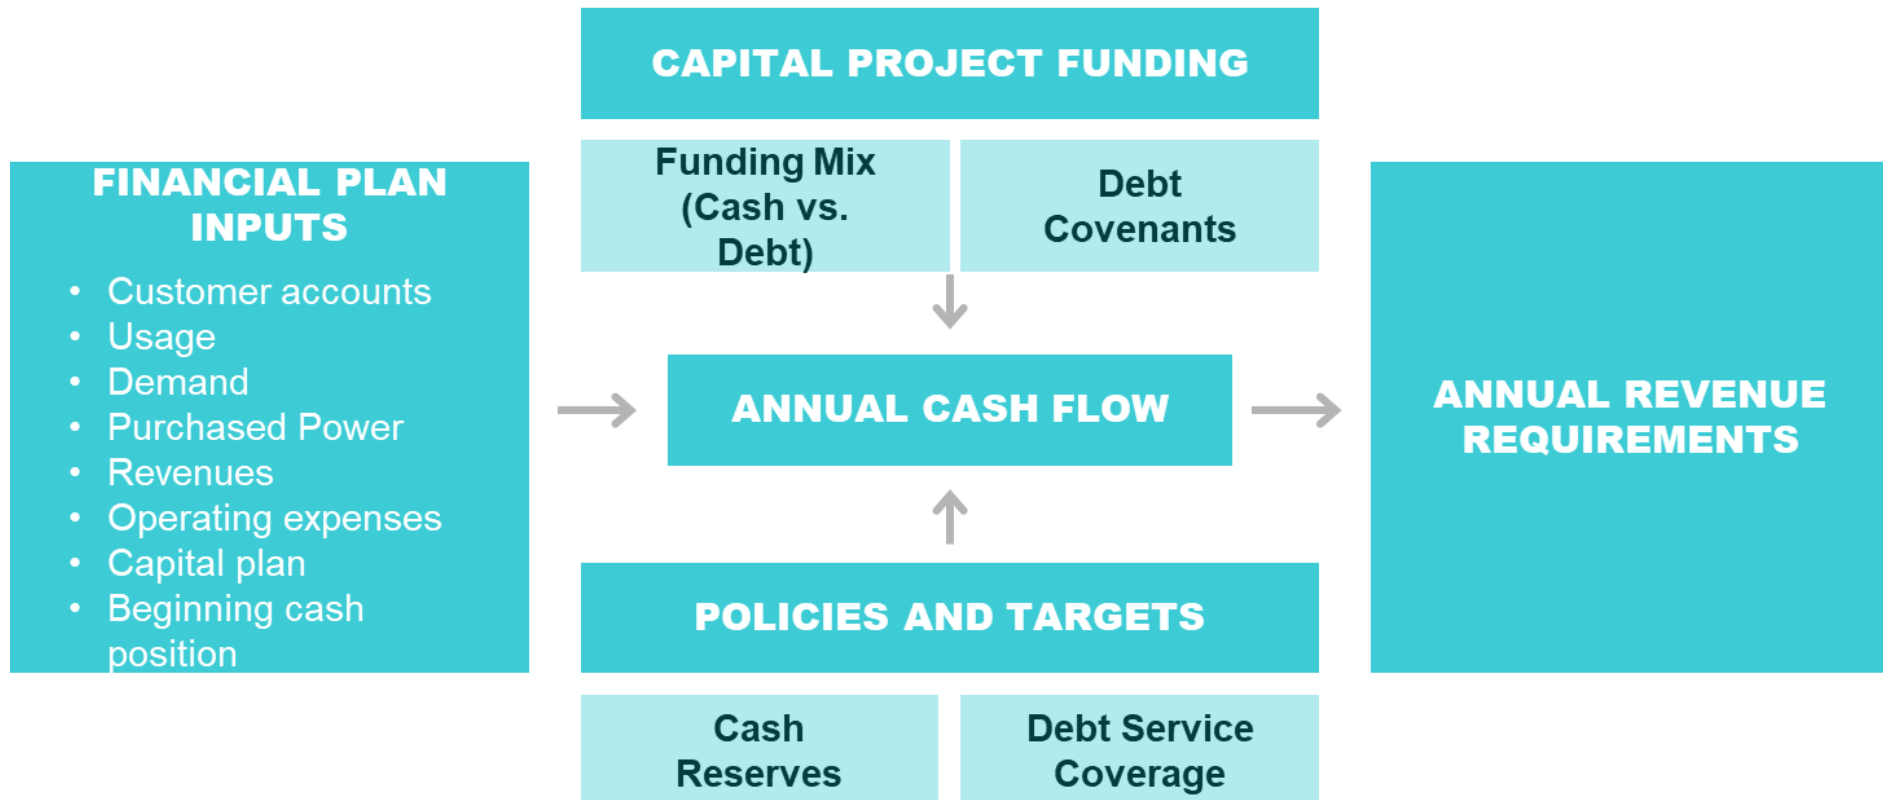 CAPITAL PROJECT FUNDING
Funding Mix
(Cash vs.
Debt)
Debt
Covenants
FINANCIAL PLAN
INPUTS
• Customer accounts
• Usage
• Demand
• Purchased Power
• Revenues
• Operating expenses
• Capital plan
• Beginning cash
position
ANNUAL CASH FLOW
ANNUAL REVENUE
REQUIREMENTS
POLICIES AND TARGETS
Cash
Reserves
Debt Service
Coverage